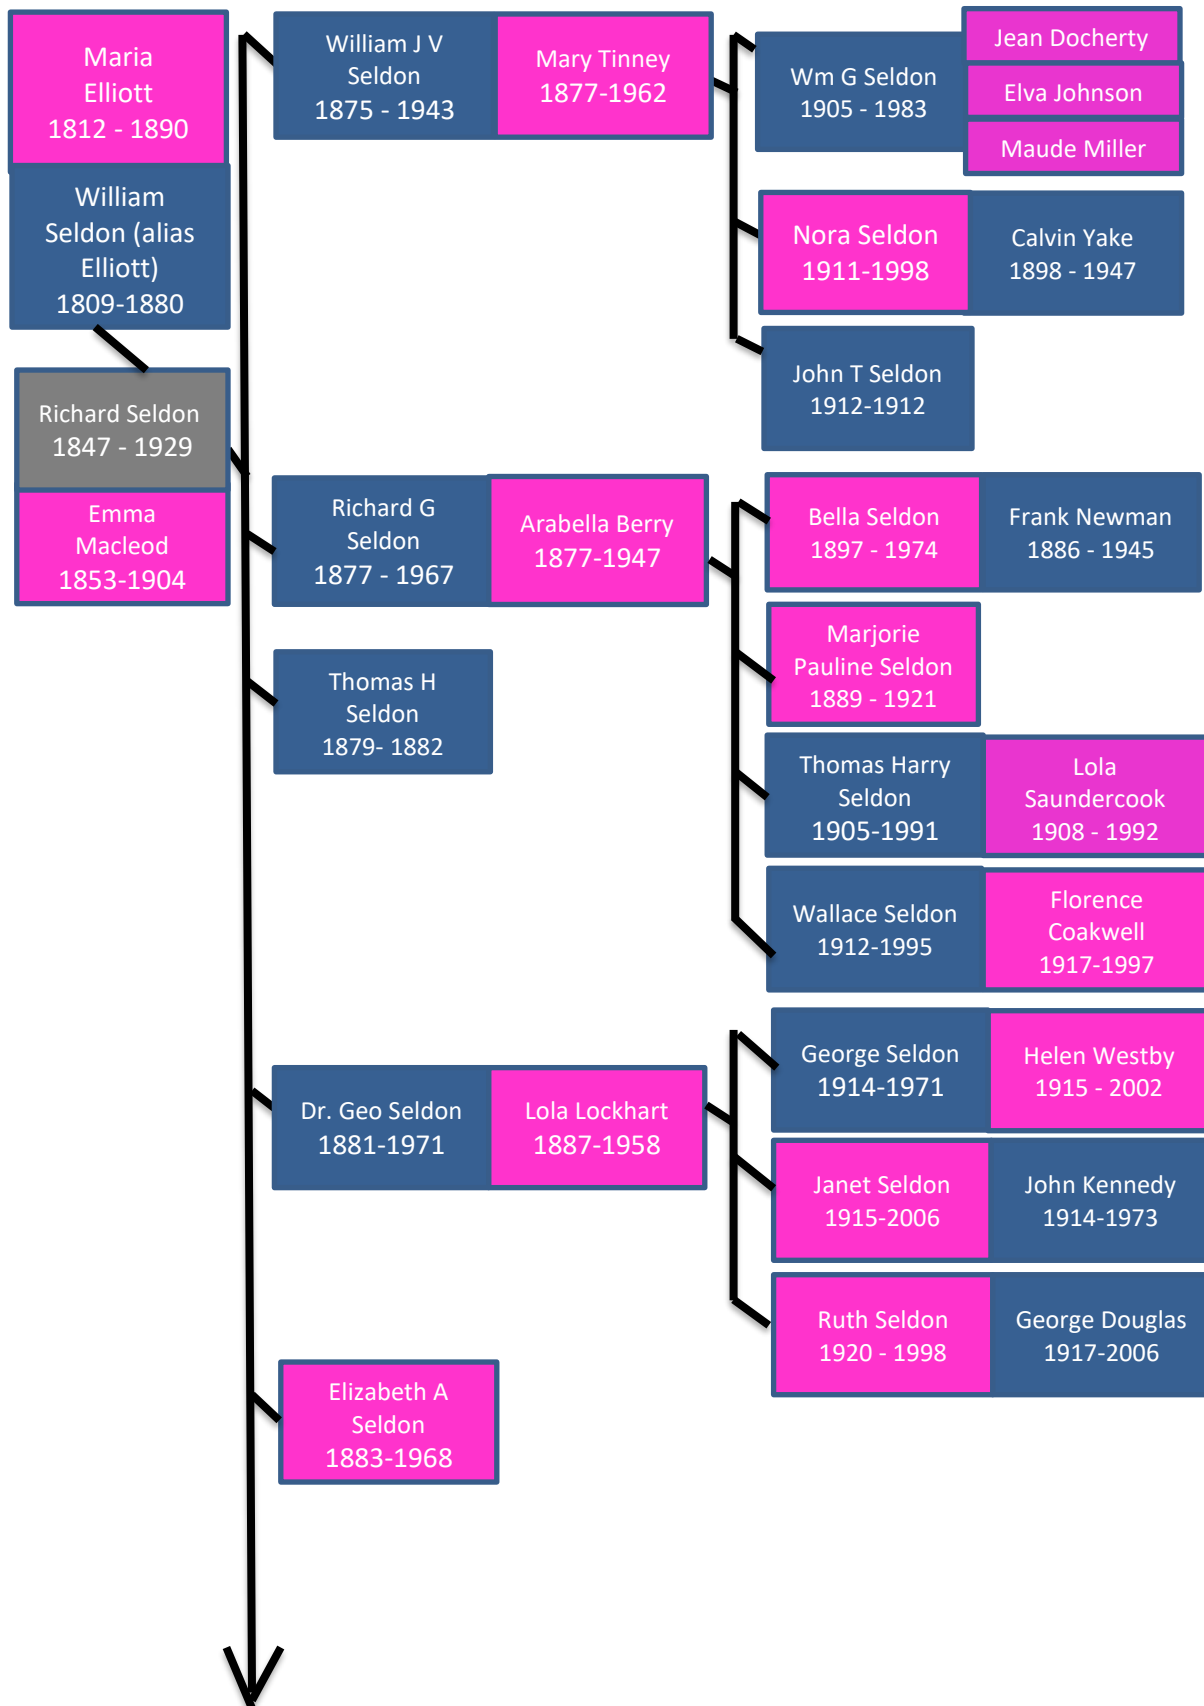 Maria
Elliott
1812 - 1890
William
Seldon (alias
Elliott)
1809-1880
Richard Seldon
1847 - 1929
Emma
Macleod
1853-1904
William J V
Seldon
1875 - 1943
Mary Tinney
1877-1962
Wm G Seldon
1905 - 1983
Jean Docherty
Elva Johnson
Maude Miller
Nora Seldon
1911-1998
Calvin Yake
1898 - 1947
John T Seldon
1912-1912
Richard G
Seldon
1877 - 1967
Arabella Berry
1877-1947
Bella Seldon
1897 - 1974
Frank Newman
1886 - 1945
Marjorie
Pauline Seldon
1889 - 1921
Thomas Harry
Seldon
1905-1991
Lola
Saundercook
1908 - 1992
Wallace Seldon
1912-1995
Florence
Coakwell
1917-1997
Thomas H
Seldon
1879- 1882
Dr. Geo Seldon
1881-1971
Lola Lockhart
1887-1958
George Seldon
1914-1971
Helen Westby
1915 - 2002
Janet Seldon
1915-2006
John Kennedy
1914-1973
Ruth Seldon
1920 - 1998
George Douglas
1917-2006
Elizabeth A
Seldon
1883-1968